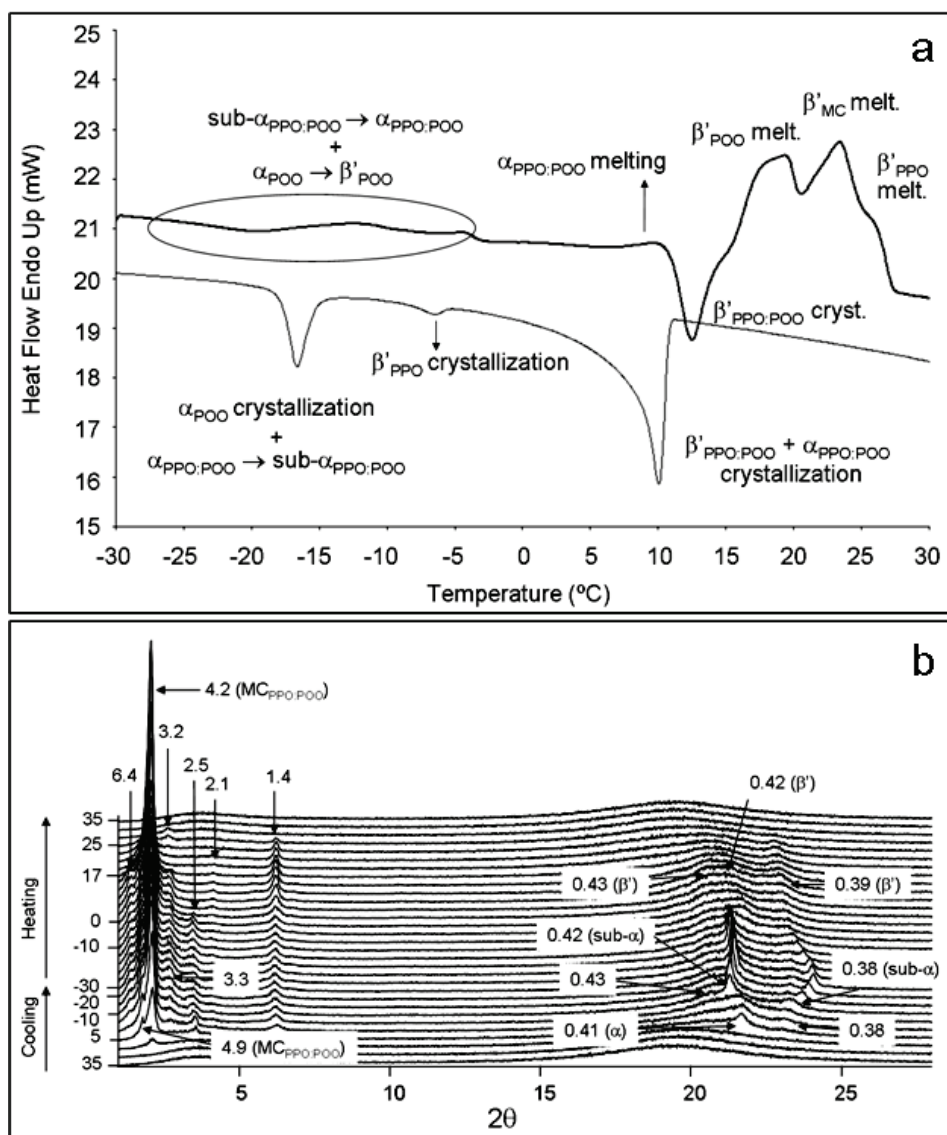 a
25
24
23
22
21
20
19
18
17
16
15
Heat Flow Endo Up (mW)
sub-αPPO:POO → αPPO:POO
+
αPOO → β'POO
αPPO:POO melting
β'POO melt.
β'MC melt.
β'PPO
melt.
β'PPO:POO cryst.
β'PPO crystallization
αPOO crystallization
+
αPPO:POO → sub-αPPO:POO
β'PPO:POO + αPPO:POO
crystallization
-30 -25 -20 -15 -10 -5 0 5 10 15 20 25 30
Temperature (ºC)
b
4.2 (MCPPO:POO)
6.4
3.2
2.5
2.1
1.4
0.42 (β')
0.43 (β')
0.39 (β')
0.42 (sub-α)
0.38 (sub-α)
0.43
3.3
0.41 (α)
0.38
4.9 (MCPPO:POO)
Heating
Cooling
35
25
17
0
-10
-30
-20
-10
5
35
5 10 15 20 25
2θ